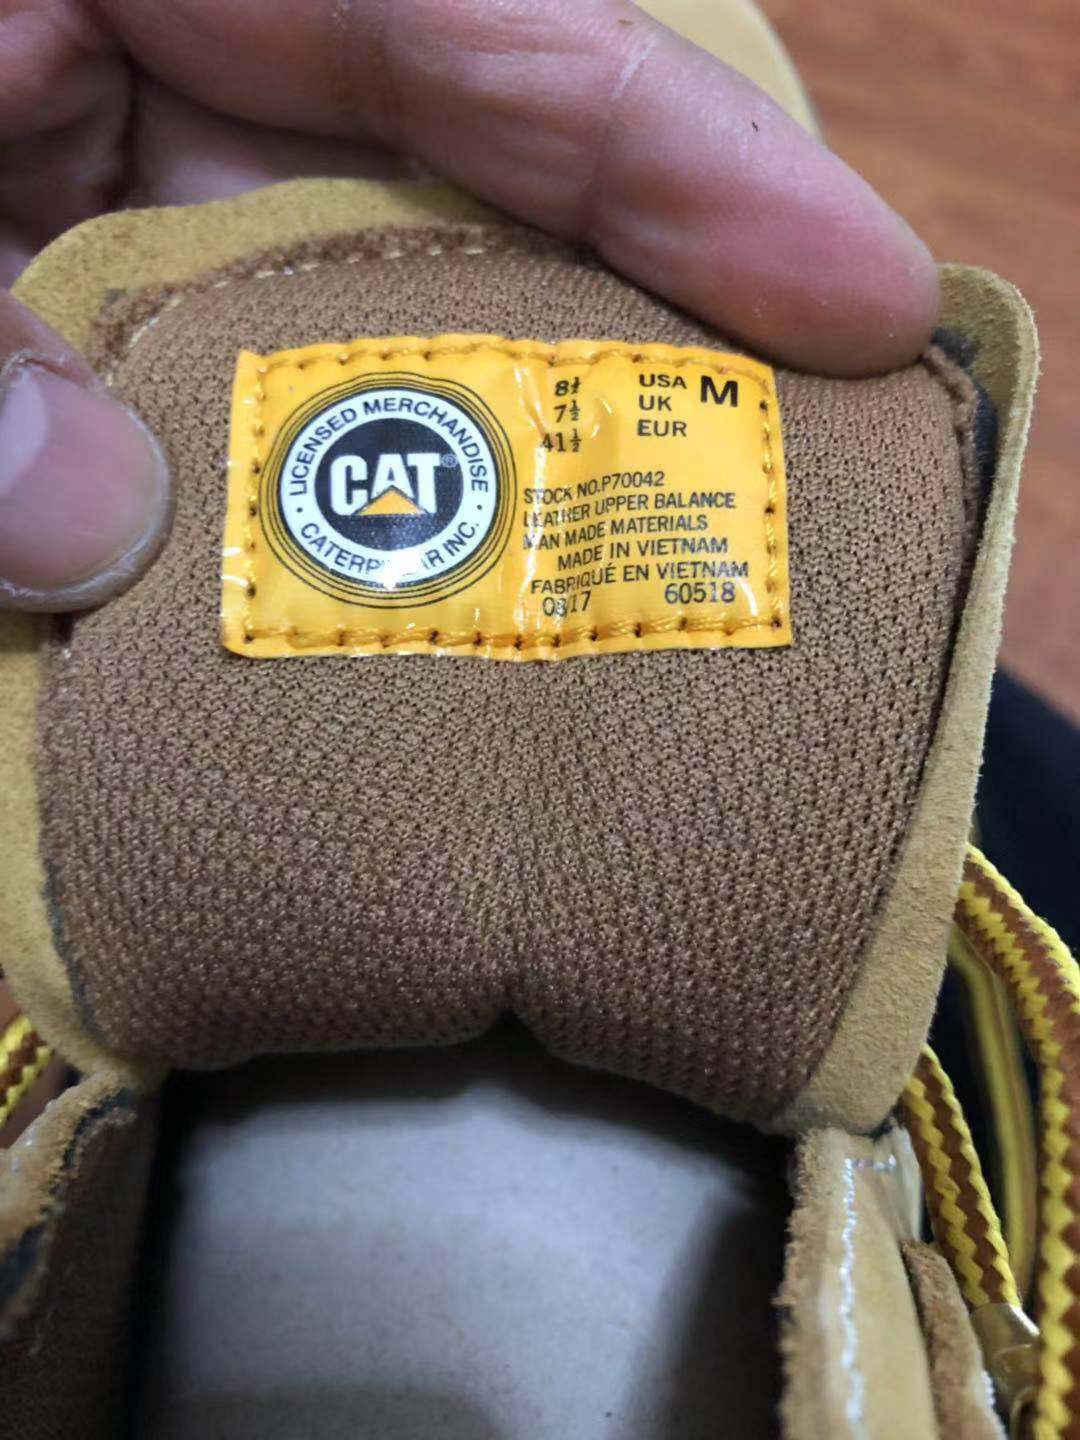 LICENSED MERCHANDISE
CAT®
CATERPILLAR INC.
8½ USA M
7½ UK
41½ EUR
STOCK NO.P70042
LEATHER UPPER BALANCE
MAN MADE MATERIALS
MADE IN VIETNAM
FABRIQUÉ EN VIETNAM
60518